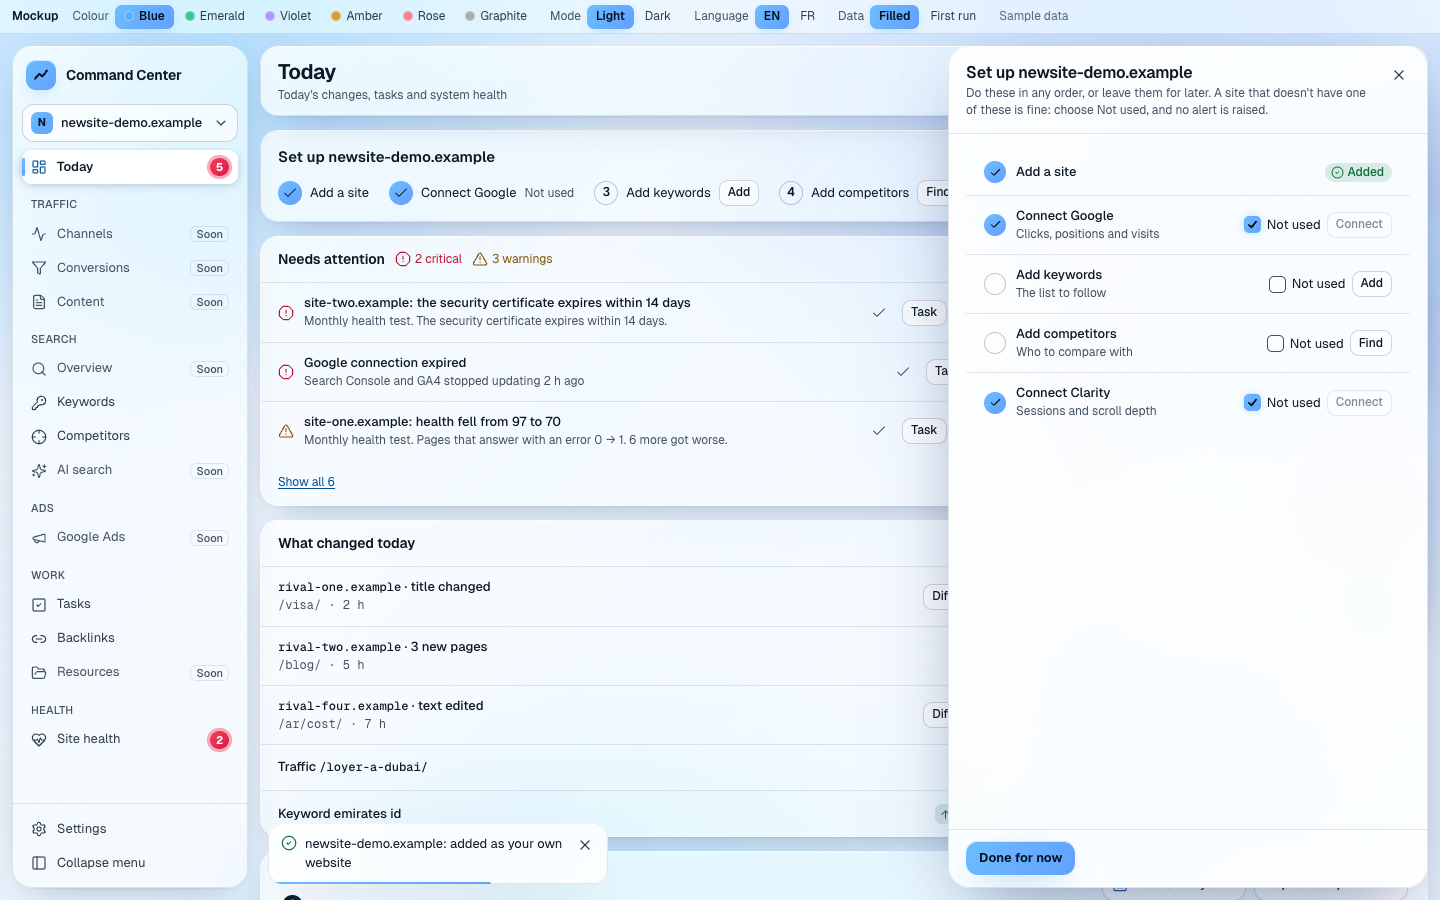 Mockup Colour Blue Emerald Violet Amber Rose Graphite Mode Light Dark Language EN FR Data Filled First run Sample data
Command Center
N newsite-demo.example
Today 5
TRAFFIC
Channels Soon
Conversions Soon
Content Soon
SEARCH
Overview Soon
Keywords
Competitors
AI search Soon
ADS
Google Ads Soon
WORK
Tasks
Backlinks
Resources Soon
HEALTH
Site health 2
Settings
Collapse menu
Today
Today's changes, tasks and system health
Set up newsite-demo.example
Add a site Connect Google Not used 3 Add keywords Add 4 Add competitors Find
Needs attention 2 critical 3 warnings
site-two.example: the security certificate expires within 14 days
Monthly health test. The security certificate expires within 14 days.
Task
Google connection expired
Search Console and GA4 stopped updating 2 h ago
Ta
site-one.example: health fell from 97 to 70
Monthly health test. Pages that answer with an error 0 → 1. 6 more got worse.
Task
Show all 6
What changed today
rival-one.example · title changed
/visa/ · 2 h
Dif
rival-two.example · 3 new pages
/blog/ · 5 h
rival-four.example · text edited
/ar/cost/ · 7 h
Dif
Traffic /loyer-a-dubai/
Keyword emirates id
newsite-demo.example: added as your own
website
Set up newsite-demo.example
Do these in any order, or leave them for later. A site that doesn't have one
of these is fine: choose Not used, and no alert is raised.
Add a site Added
Connect Google
Clicks, positions and visits
Not used Connect
Add keywords
The list to follow
Not used Add
Add competitors
Who to compare with
Not used Find
Connect Clarity
Sessions and scroll depth
Not used Connect
Done for now